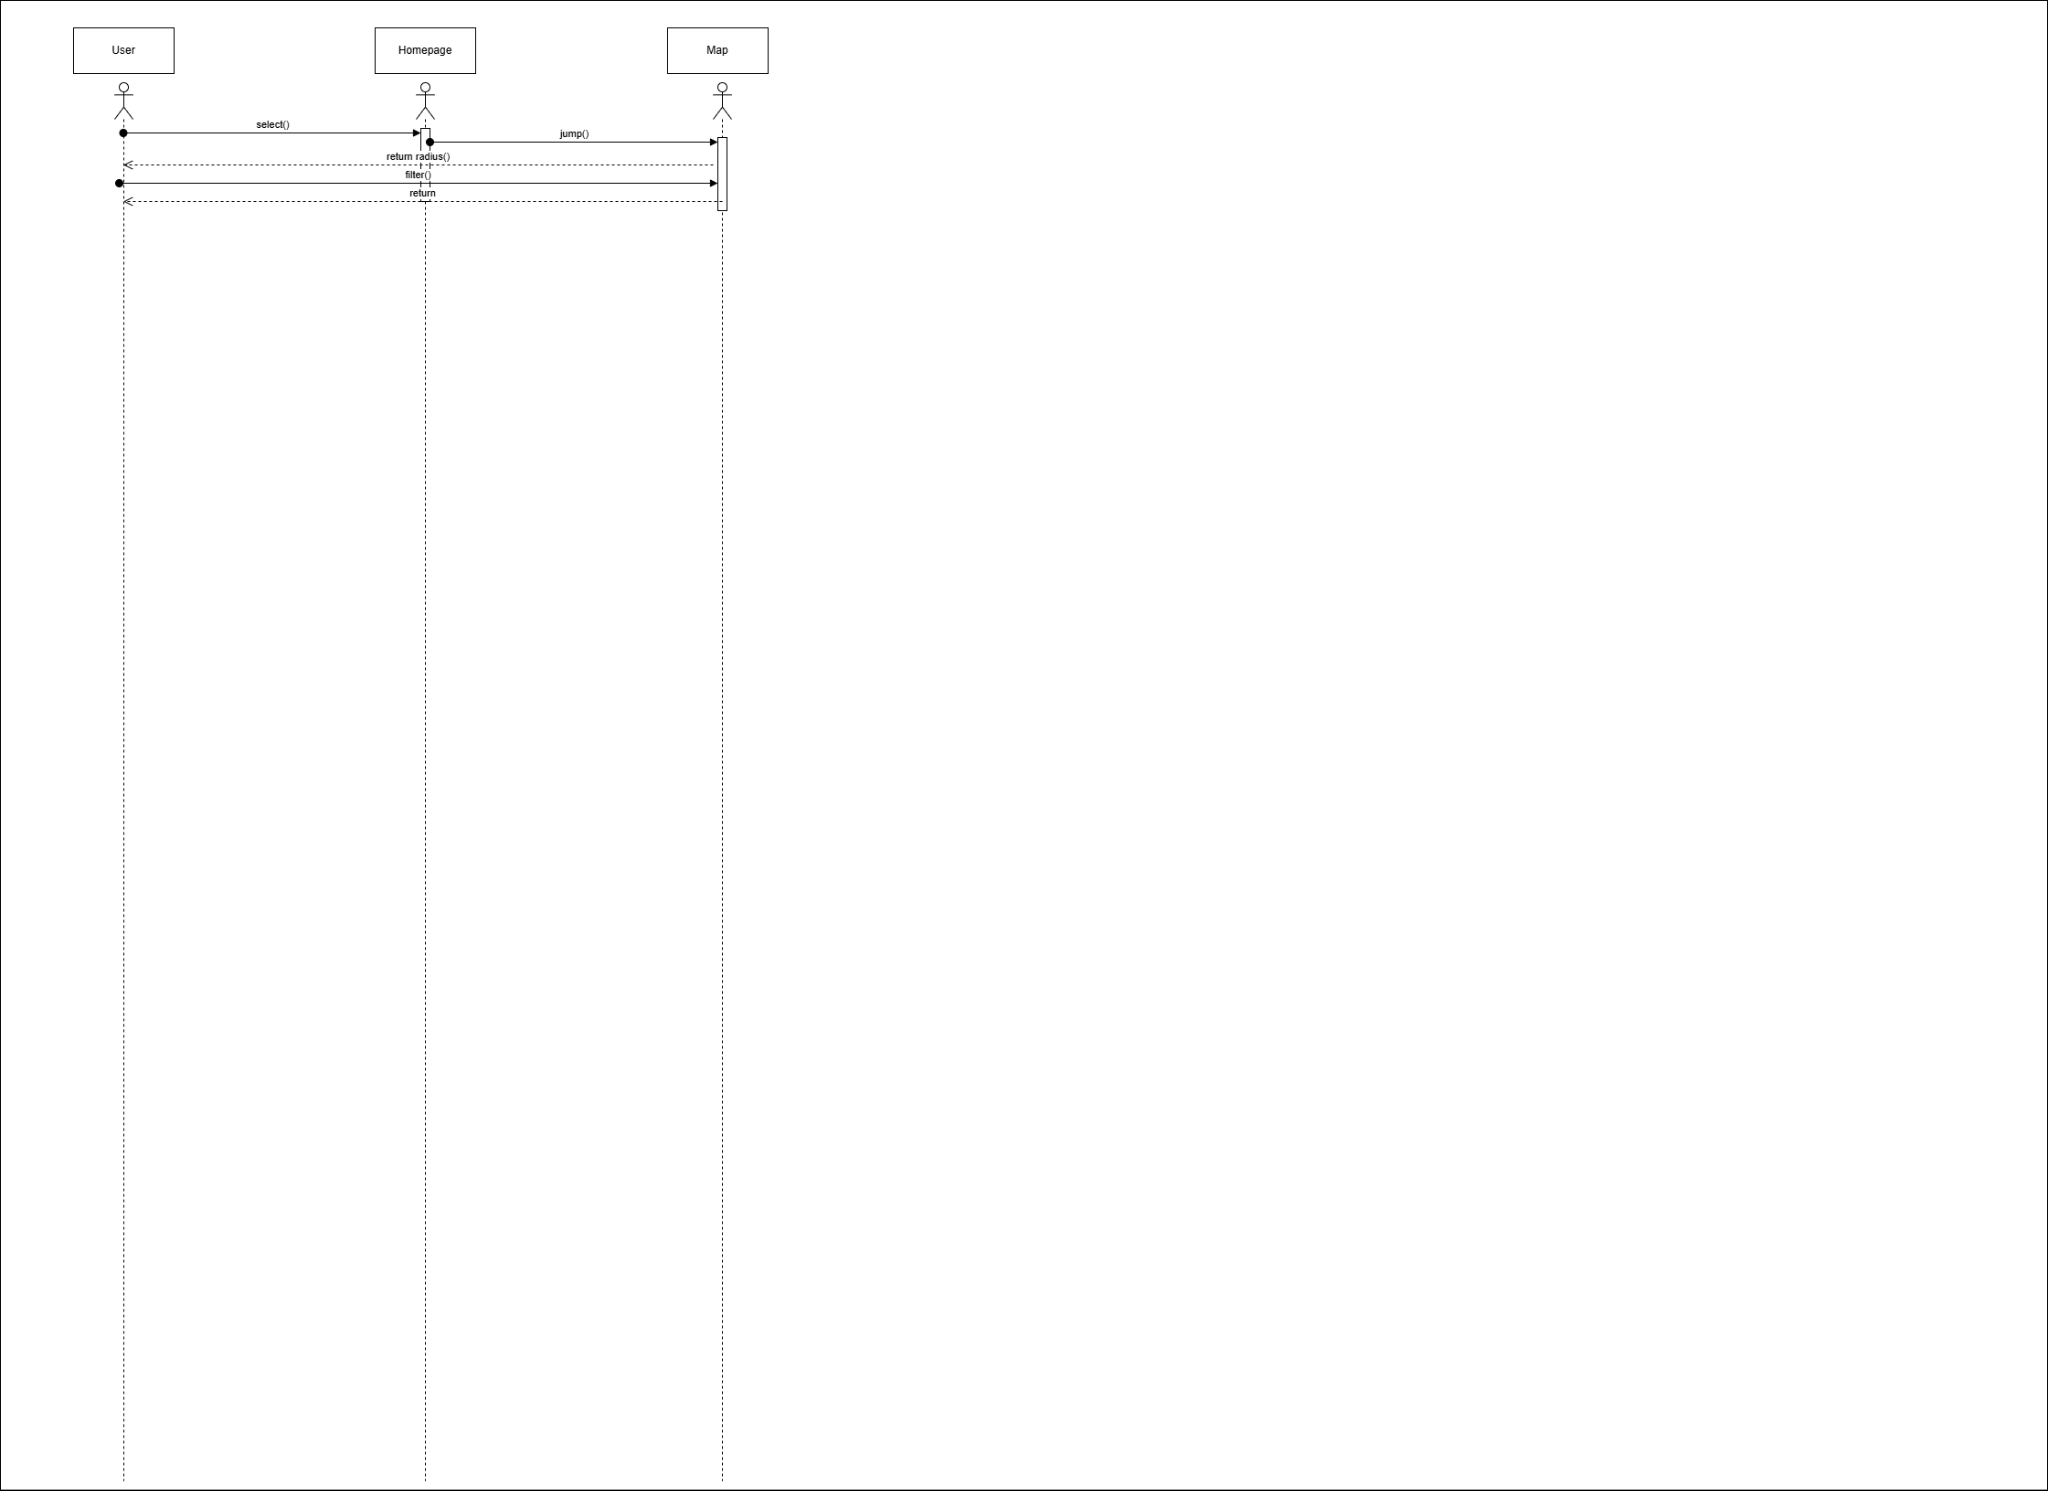 User
Homepage
Map
select()
jump()
return radius()
filter()
return